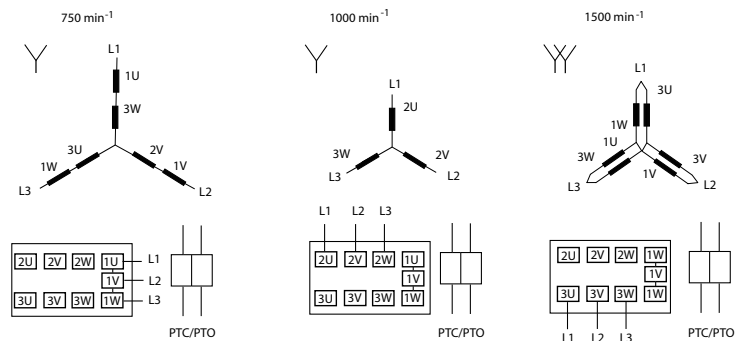 750 min-1
1000 min-1
1500 min-1
L1
1U
3W
3U
2V
1W
1V
L3
L2
L1
2U
3W
2V
L3
L2
L1
3U
1W
1U
3W
3V
1V
L3
L2
2U 2V 2W 1U L1
1V L2
3U 3V 3W 1W L3
PTC/PTO
L1 L2 L3
2U 2V 2W 1U
1V
3U 3V 3W 1W
PTC/PTO
2U 2V 2W 1W
1V
3U 3V 3W 1W
L1 L2 L3
PTC/PTO